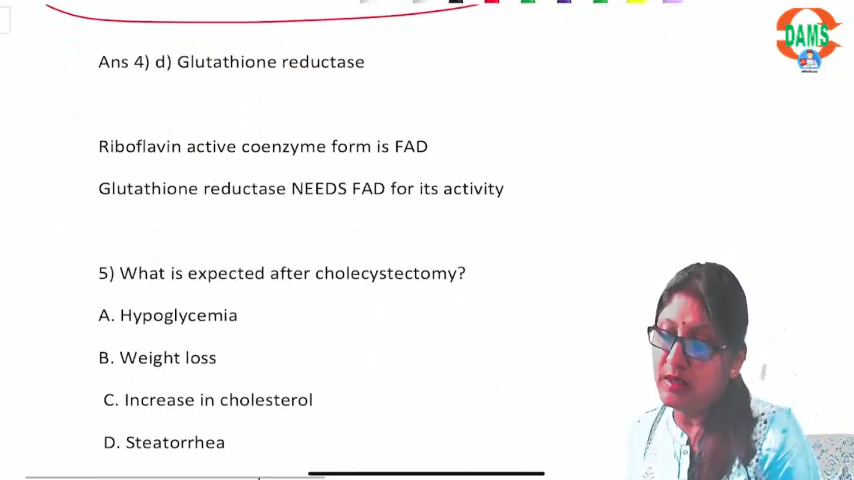 DAMS
Ans 4) d) Glutathione reductase
Riboflavin active coenzyme form is FAD
Glutathione reductase NEEDS FAD for its activity
5) What is expected after cholecystectomy?
A. Hypoglycemia
B. Weight loss
C. Increase in cholesterol
D. Steatorrhea